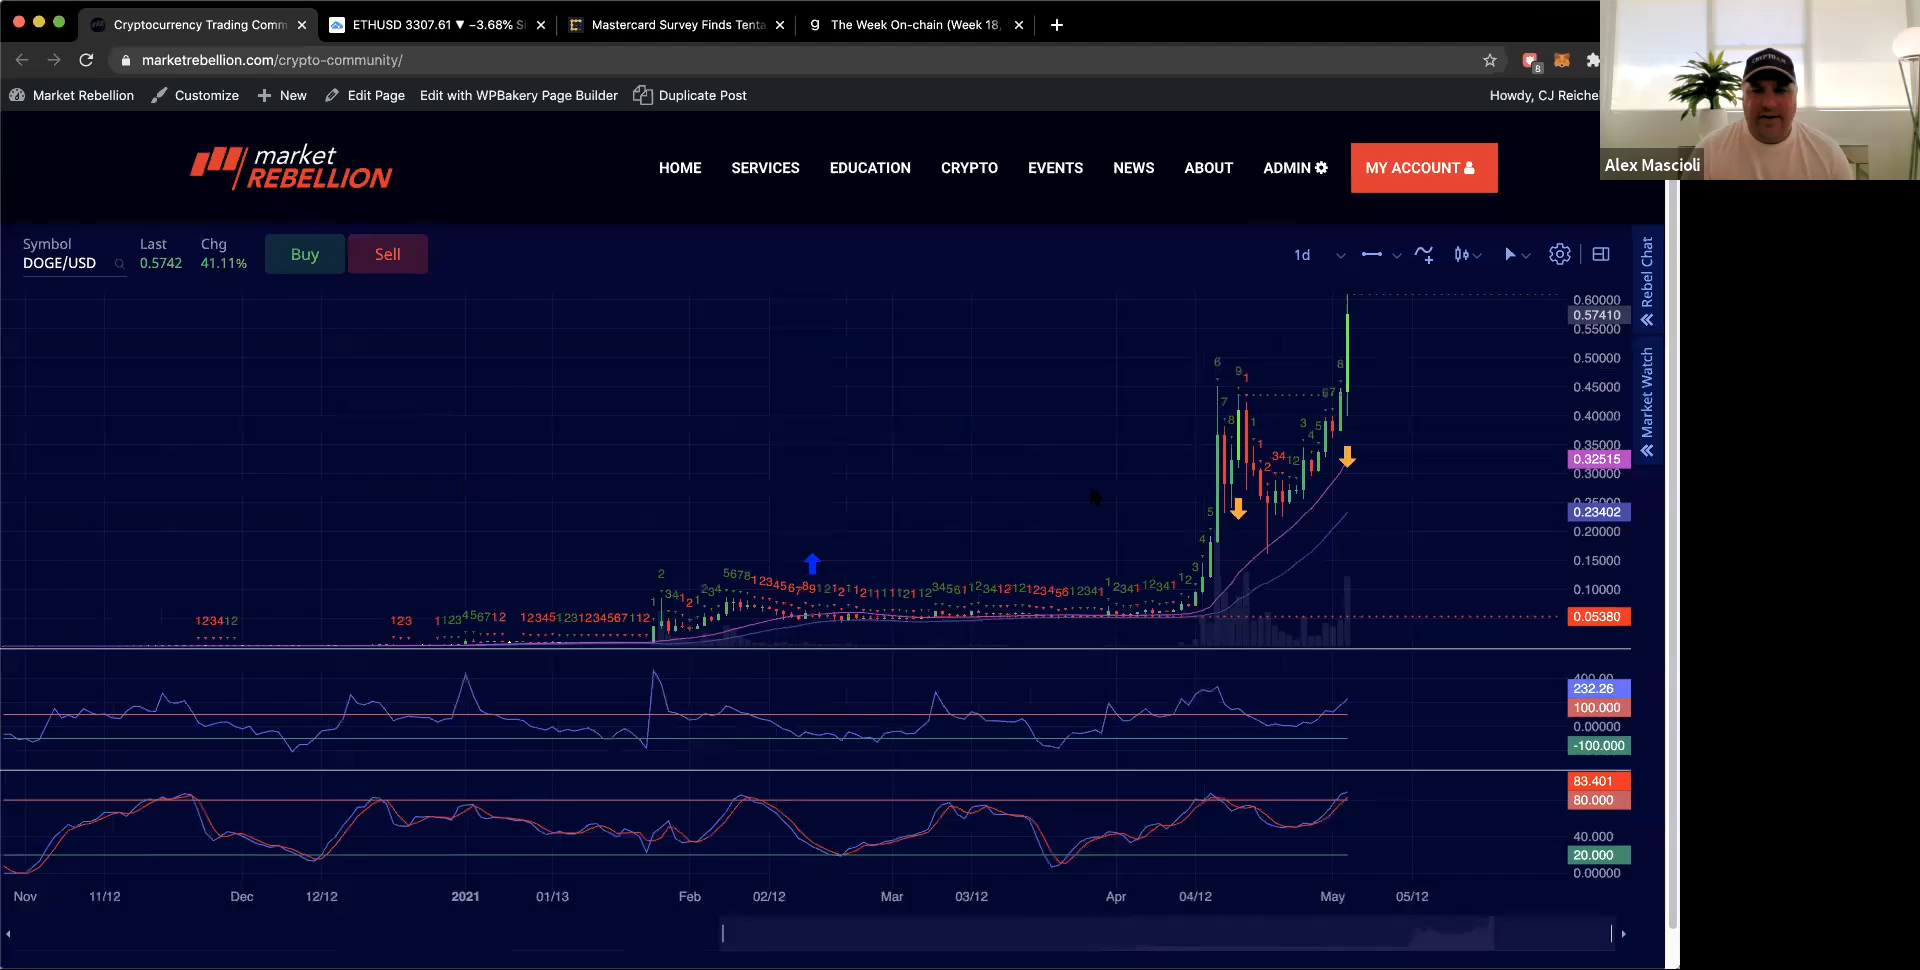 Cryptocurrency Trading Comm
ETHUSD 3307.61 ▼ −3.68% S
Mastercard Survey Finds Tenta
The Week On-chain (Week 18,
marketrebellion.com/crypto-community/
8
Market Rebellion Customize New Edit Page Edit with WPBakery Page Builder Duplicate Post
Howdy, CJ Reiche
CRYPTO
Alex Mascioli
market
REBELLION
HOME SERVICES EDUCATION CRYPTO EVENTS NEWS ABOUT ADMIN MY ACCOUNT
Symbol Last Chg
DOGE/USD 0.5742 41.11%
Buy Sell
1d
Rebel Chat
Market Watch
0.60000
0.57410
0.55000
0.50000
0.45000
0.40000
0.35000
0.32515
0.30000
0.25000
0.23402
0.20000
0.15000
0.10000
0.05380
400.00
232.26
100.000
0.00000
-100.000
83.401
80.000
40.000
20.000
0.00000
Nov 11/12 Dec 12/12 2021 01/13 Feb 02/12 Mar 03/12 Apr 04/12 May 05/12